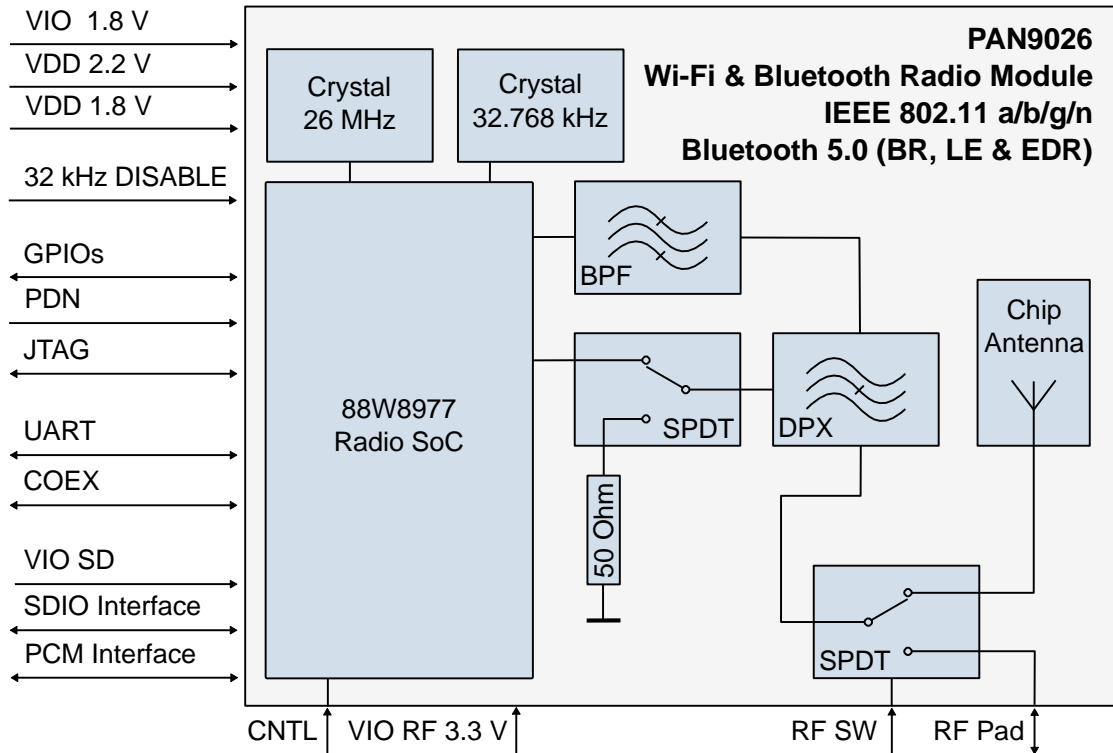 VIO 1.8 V
VDD 2.2 V
VDD 1.8 V
32 kHz DISABLE
GPIOs
PDN
JTAG
UART
COEX
VIO SD
SDIO Interface
PCM Interface
Crystal
26 MHz
Crystal
32.768 kHz
PAN9026
Wi-Fi & Bluetooth Radio Module
IEEE 802.11 a/b/g/n
Bluetooth 5.0 (BR, LE & EDR)
88W8977
Radio SoC
BPF
SPDT
DPX
Chip
Antenna
50 Ohm
SPDT
CNTL
VIO RF 3.3 V
RF SW
RF Pad